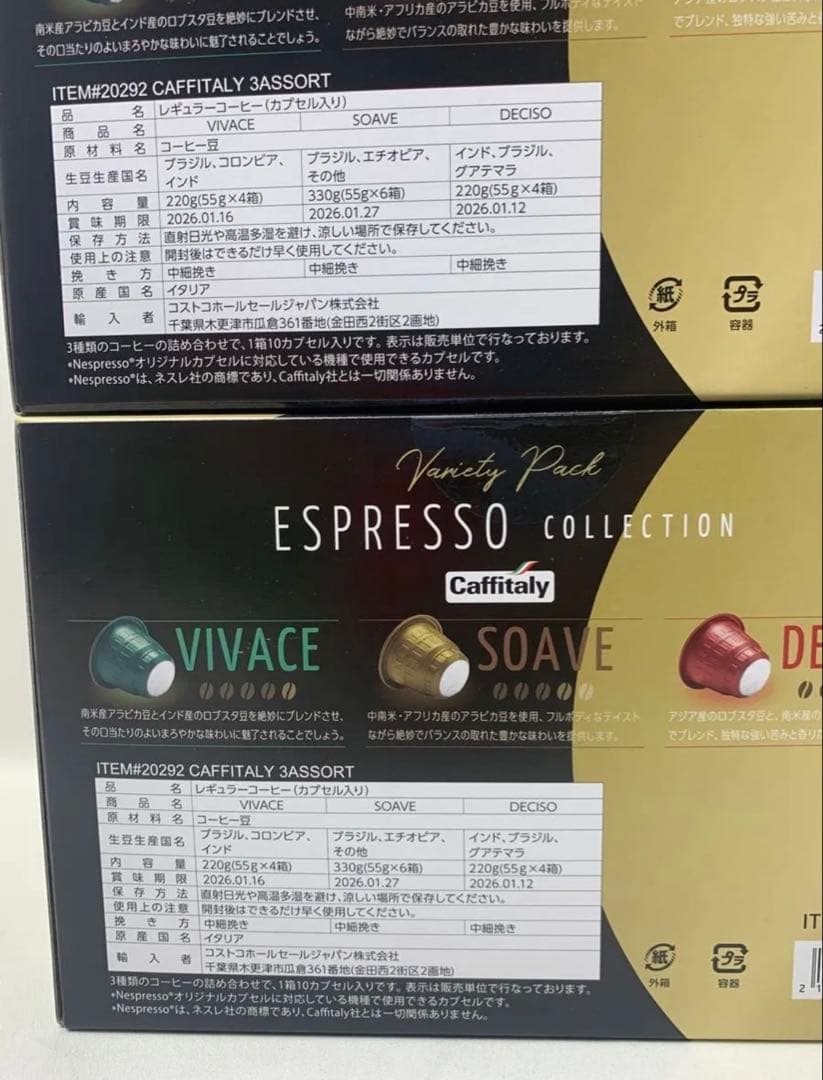 南米産アラビカ豆とインド産のロブスタ豆を絶妙にブレンドさせ、
その口当たりのよいまろやかな味わいに魅了されることでしょう。
中南米・アフリカ産のアラビカ豆を使用、フルボディなテイスト
ながら絶妙でバランスの取れた豊かな味わいを提供します。
でブレンド、独特な強い苦みと
ITEM#20292 CAFFITALY 3ASSORT
品名 レギュラーコーヒー(カプセル入り)
商品名 VIVACE SOAVE DECISO
原材料名 コーヒー豆
生豆生産国名 ブラジル、コロンビア、インド ブラジル、エチオピア、その他 インド、ブラジル、グアテマラ
内容量 220g(55g×4箱) 330g(55g×6箱) 220g(55g×4箱)
賞味期限 2026.01.16 2026.01.27 2026.01.12
保存方法 直射日光や高温多湿を避け、涼しい場所で保存してください。
使用上の注意 開封後はできるだけ早く使用してください。
挽き方 中細挽き 中細挽き 中細挽き
原産国名 イタリア
輸入者 コストコホールセールジャパン株式会社
千葉県木更津市瓜倉361番地(金田西2街区2画地)
3種類のコーヒーの詰め合わせで、1箱10カプセル入りです。表示は販売単位で行なっております。
*Nespresso®オリジナルカプセルに対応している機種で使用できるカプセルです。
*Nespresso®は、ネスレ社の商標であり、Caffitaly社とは一切関係ありません。
紙 プラ
外箱 容器
Variety Pack
ESPRESSO COLLECTION
Caffitaly
VIVACE SOAVE DE
南米産アラビカ豆とインド産のロブスタ豆を絶妙にブレンドさせ、
その口当たりのよいまろやかな味わいに魅了されることでしょう。
中南米・アフリカ産のアラビカ豆を使用、フルボディなテイスト
ながら絶妙でバランスの取れた豊かな味わいを提供します。
アジア産のロブスタ豆と、南米産の
でブレンド、独特な強い苦みと香り
ITEM#20292 CAFFITALY 3ASSORT
品名 レギュラーコーヒー(カプセル入り)
商品名 VIVACE SOAVE DECISO
原材料名 コーヒー豆
生豆生産国名 ブラジル、コロンビア、インド ブラジル、エチオピア、その他 インド、ブラジル、グアテマラ
内容量 220g(55g×4箱) 330g(55g×6箱) 220g(55g×4箱)
賞味期限 2026.01.16 2026.01.27 2026.01.12
保存方法 直射日光や高温多湿を避け、涼しい場所で保存してください。
使用上の注意 開封後はできるだけ早く使用してください。
挽き方 中細挽き 中細挽き 中細挽き
原産国名 イタリア
輸入者 コストコホールセールジャパン株式会社
千葉県木更津市瓜倉361番地(金田西2街区2画地)
3種類のコーヒーの詰め合わせで、1箱10カプセル入りです。表示は販売単位で行なっております。
*Nespresso®オリジナルカプセルに対応している機種で使用できるカプセルです。
*Nespresso®は、ネスレ社の商標であり、Caffitaly社とは一切関係ありません。
紙 プラ
外箱 容器
IT
2